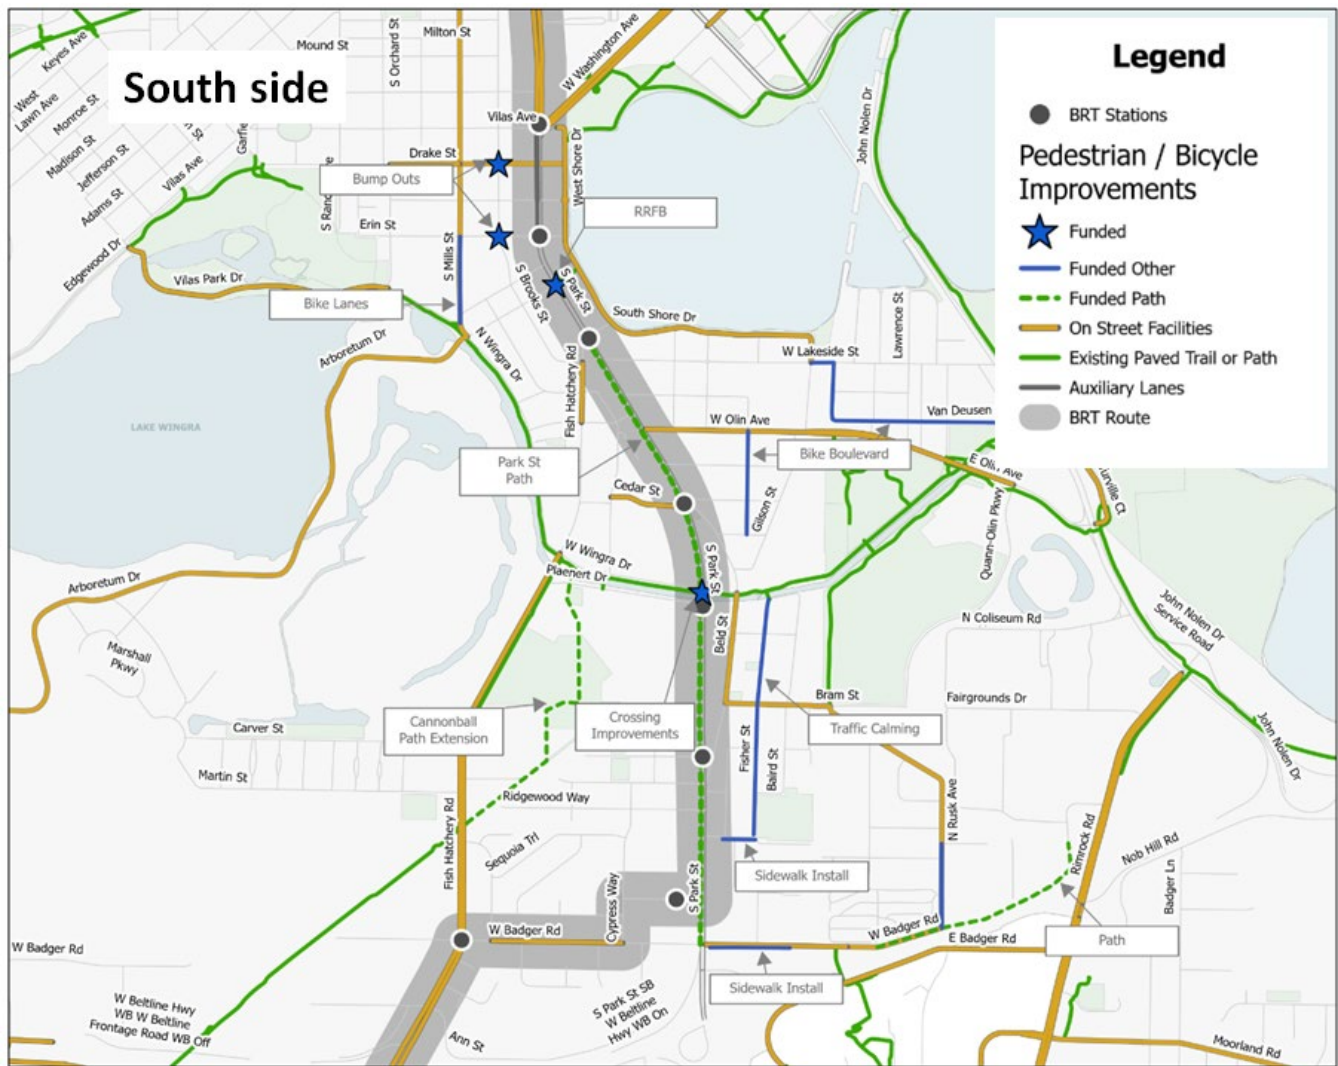 South side
Keyes Ave
Mound St
S Orchard St
Milton St
W Washington Ave
West
Lawn Ave
Monroe St
Madison St
Jefferson St
Adams St
Vilas Ave
Vilas Ave
Drake St
Bump Outs
West Shore Dr
RRFB
John Nolen Dr
Erin St
Edgewood Dr
Vilas Park Dr
S Mills St
S Brooks St
S Park St
Bike Lanes
Arboretum Dr
N Wingra Dr
South Shore Dr
Lawrence St
W Lakeside St
Fish Hatchery Rd
Van Deusen
W Olin Ave
LAKE WINGRA
Park St
Path
Bike Boulevard
E Olin Ave
Cedar St
Gilson St
Quann-Olin Pkwy
W Wingra Dr
Plaenert Dr
S Park St
Arboretum Dr
Beld St
N Coliseum Rd
John Nolen Dr
Service Road
Marshall
Pkwy
Bram St
Fairgrounds Dr
Cannonball
Path Extension
Crossing
Improvements
Traffic Calming
Carver St
Fisher St
Baird St
John Nolen Dr
Martin St
Ridgewood Way
N Rusk Ave
Fish Hatchery Rd
Sequoia Trl
Rimrock Rd
Nob Hill Rd
Sidewalk Install
S Park St
Badger Ln
Cypress Way
W Badger Rd
W Badger Rd
W Badger Rd
E Badger Rd
Path
Sidewalk Install
W Beltline Hwy
WB W Beltline
Frontage Road WB Off
S Park St SB
W Beltline
Hwy WB On
Ann St
Moorland Rd
Legend
BRT Stations
Pedestrian / Bicycle
Improvements
Funded
Funded Other
Funded Path
On Street Facilities
Existing Paved Trail or Path
Auxiliary Lanes
BRT Route